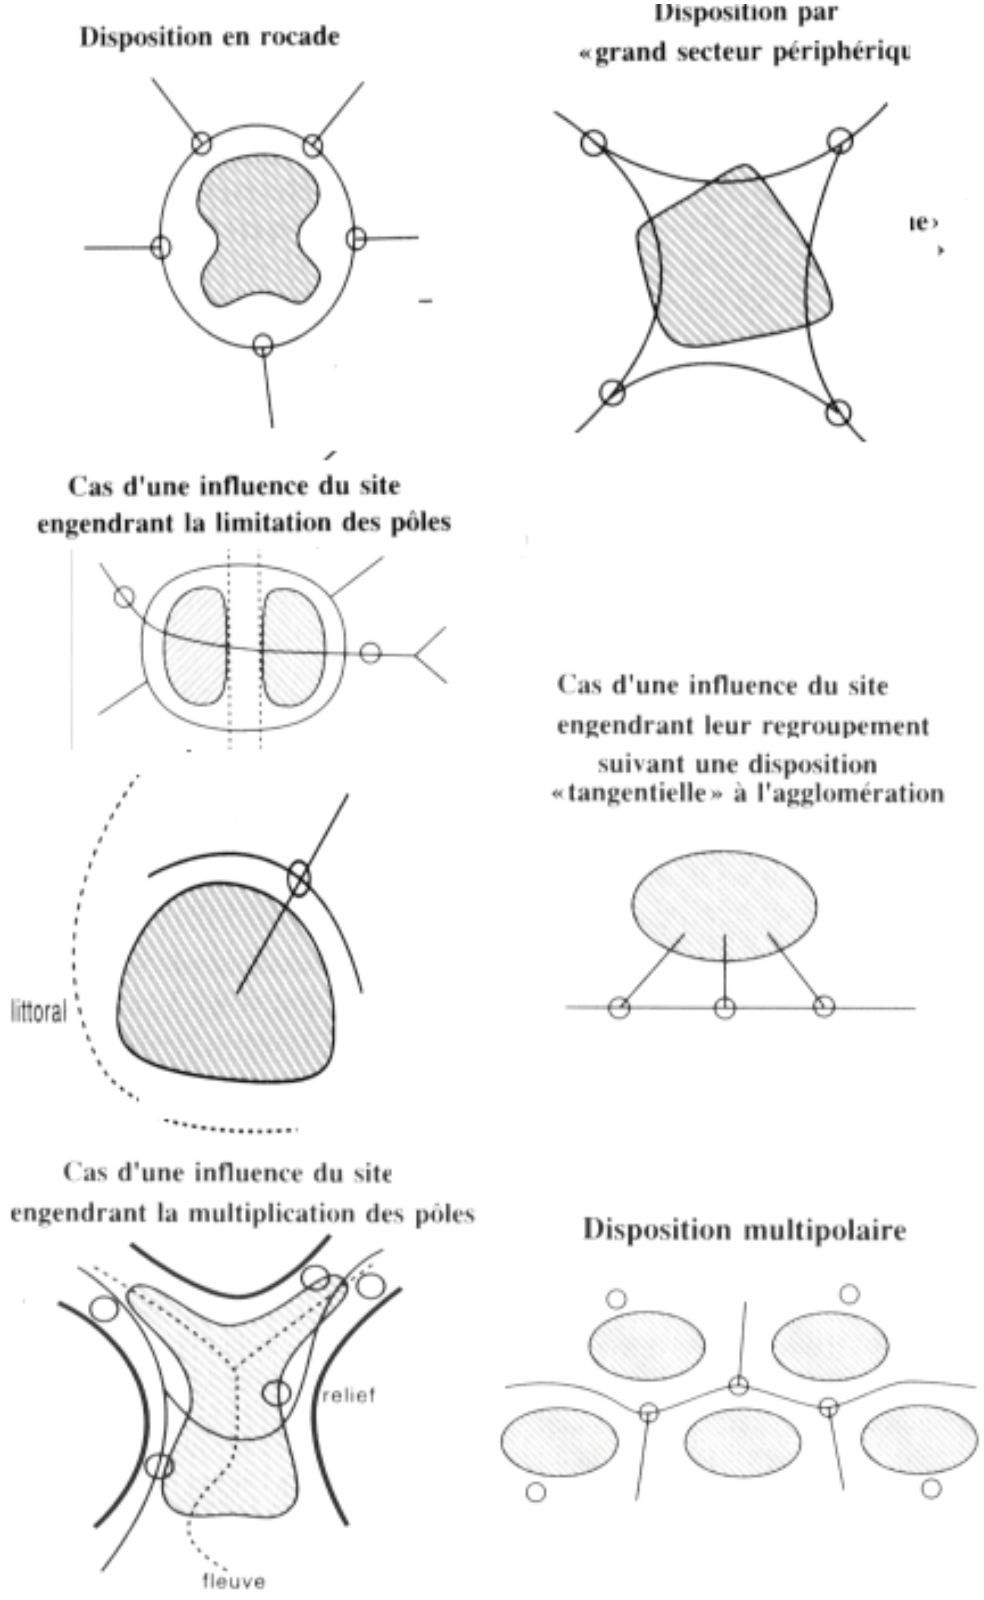 Disposition en rocade
Disposition par
«grand secteur périphériqu
ie»
Cas d'une influence du site
engendrant la limitation des pôles
Cas d'une influence du site
engendrant leur regroupement
suivant une disposition
«tangentielle» à l'agglomération
littoral
Cas d'une influence du site
engendrant la multiplication des pôles
Disposition multipolaire
relief
fleuve